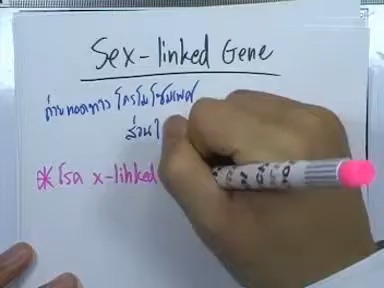 Sex-linked Gene
ถ่ายทอดทาง โครโมโซมเพศ
ส่วนใ
* โรค x-linked